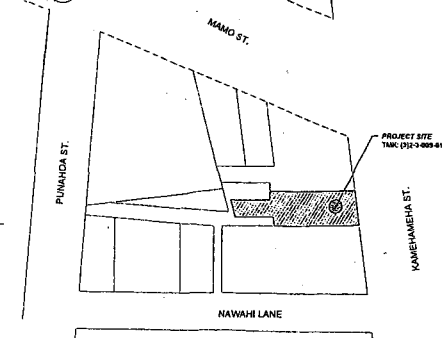 MAMO ST.
PUNAHOA ST.
PROJECT SITE
KAMEHAMEHA ST.
NAWAHI LANE